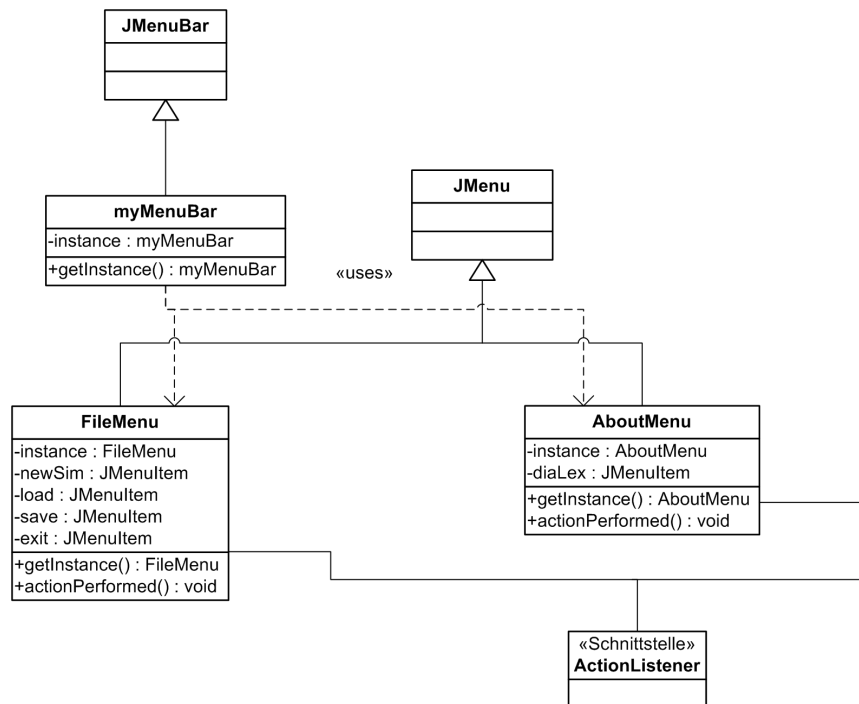 JMenuBar
JMenu
myMenuBar
-instance : myMenuBar
+getInstance() : myMenuBar
«uses»
FileMenu
-instance : FileMenu
-newSim : JMenuItem
-load : JMenuItem
-save : JMenuItem
-exit : JMenuItem
+getInstance() : FileMenu
+actionPerformed() : void
AboutMenu
-instance : AboutMenu
-diaLex : JMenuItem
+getInstance() : AboutMenu
+actionPerformed() : void
«Schnittstelle»
ActionListener